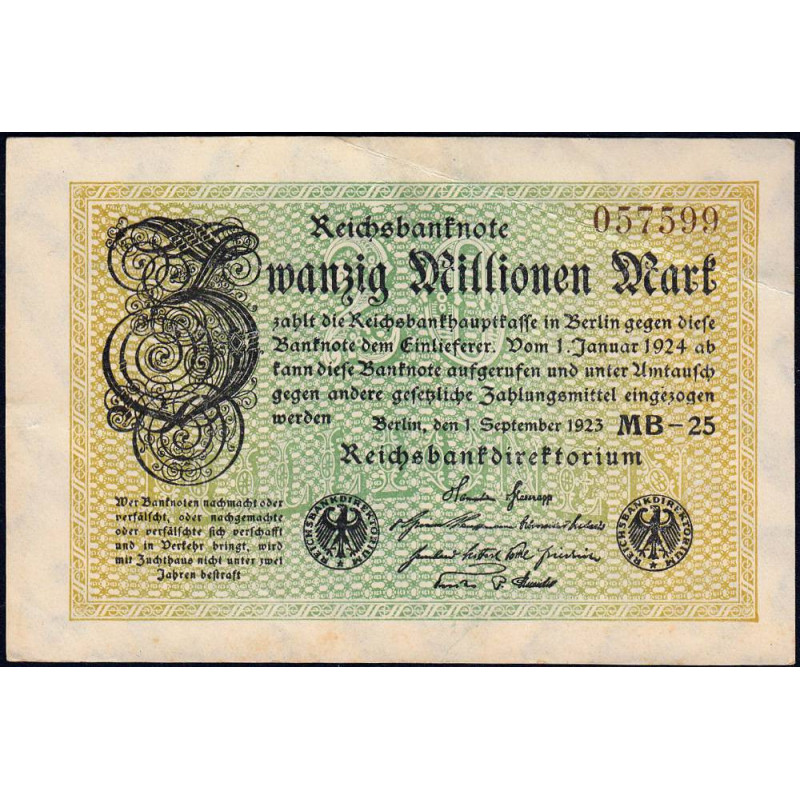 Reichsbanknote
057599
Zwanzig Millionen Mark
zahlt die Reichsbankhauptkasse in Berlin gegen diese
Banknote dem Einlieferer. Vom 1. Januar 1924 ab
kann diese Banknote aufgerufen und unter Umtausch
gegen andere gesetzliche Zahlungsmittel eingezogen
werden
Berlin, den 1. September 1923 MB-25
Reichsbankdirektorium
Wer Banknoten nachmacht oder
verfälscht, oder nachgemachte
oder verfälschte sich verschafft
und in Verkehr bringt, wird
mit Zuchthaus nicht unter zwei
Jahren bestraft
REICHSBANKDIREKTORIUM
REICHSBANKDIREKTORIUM